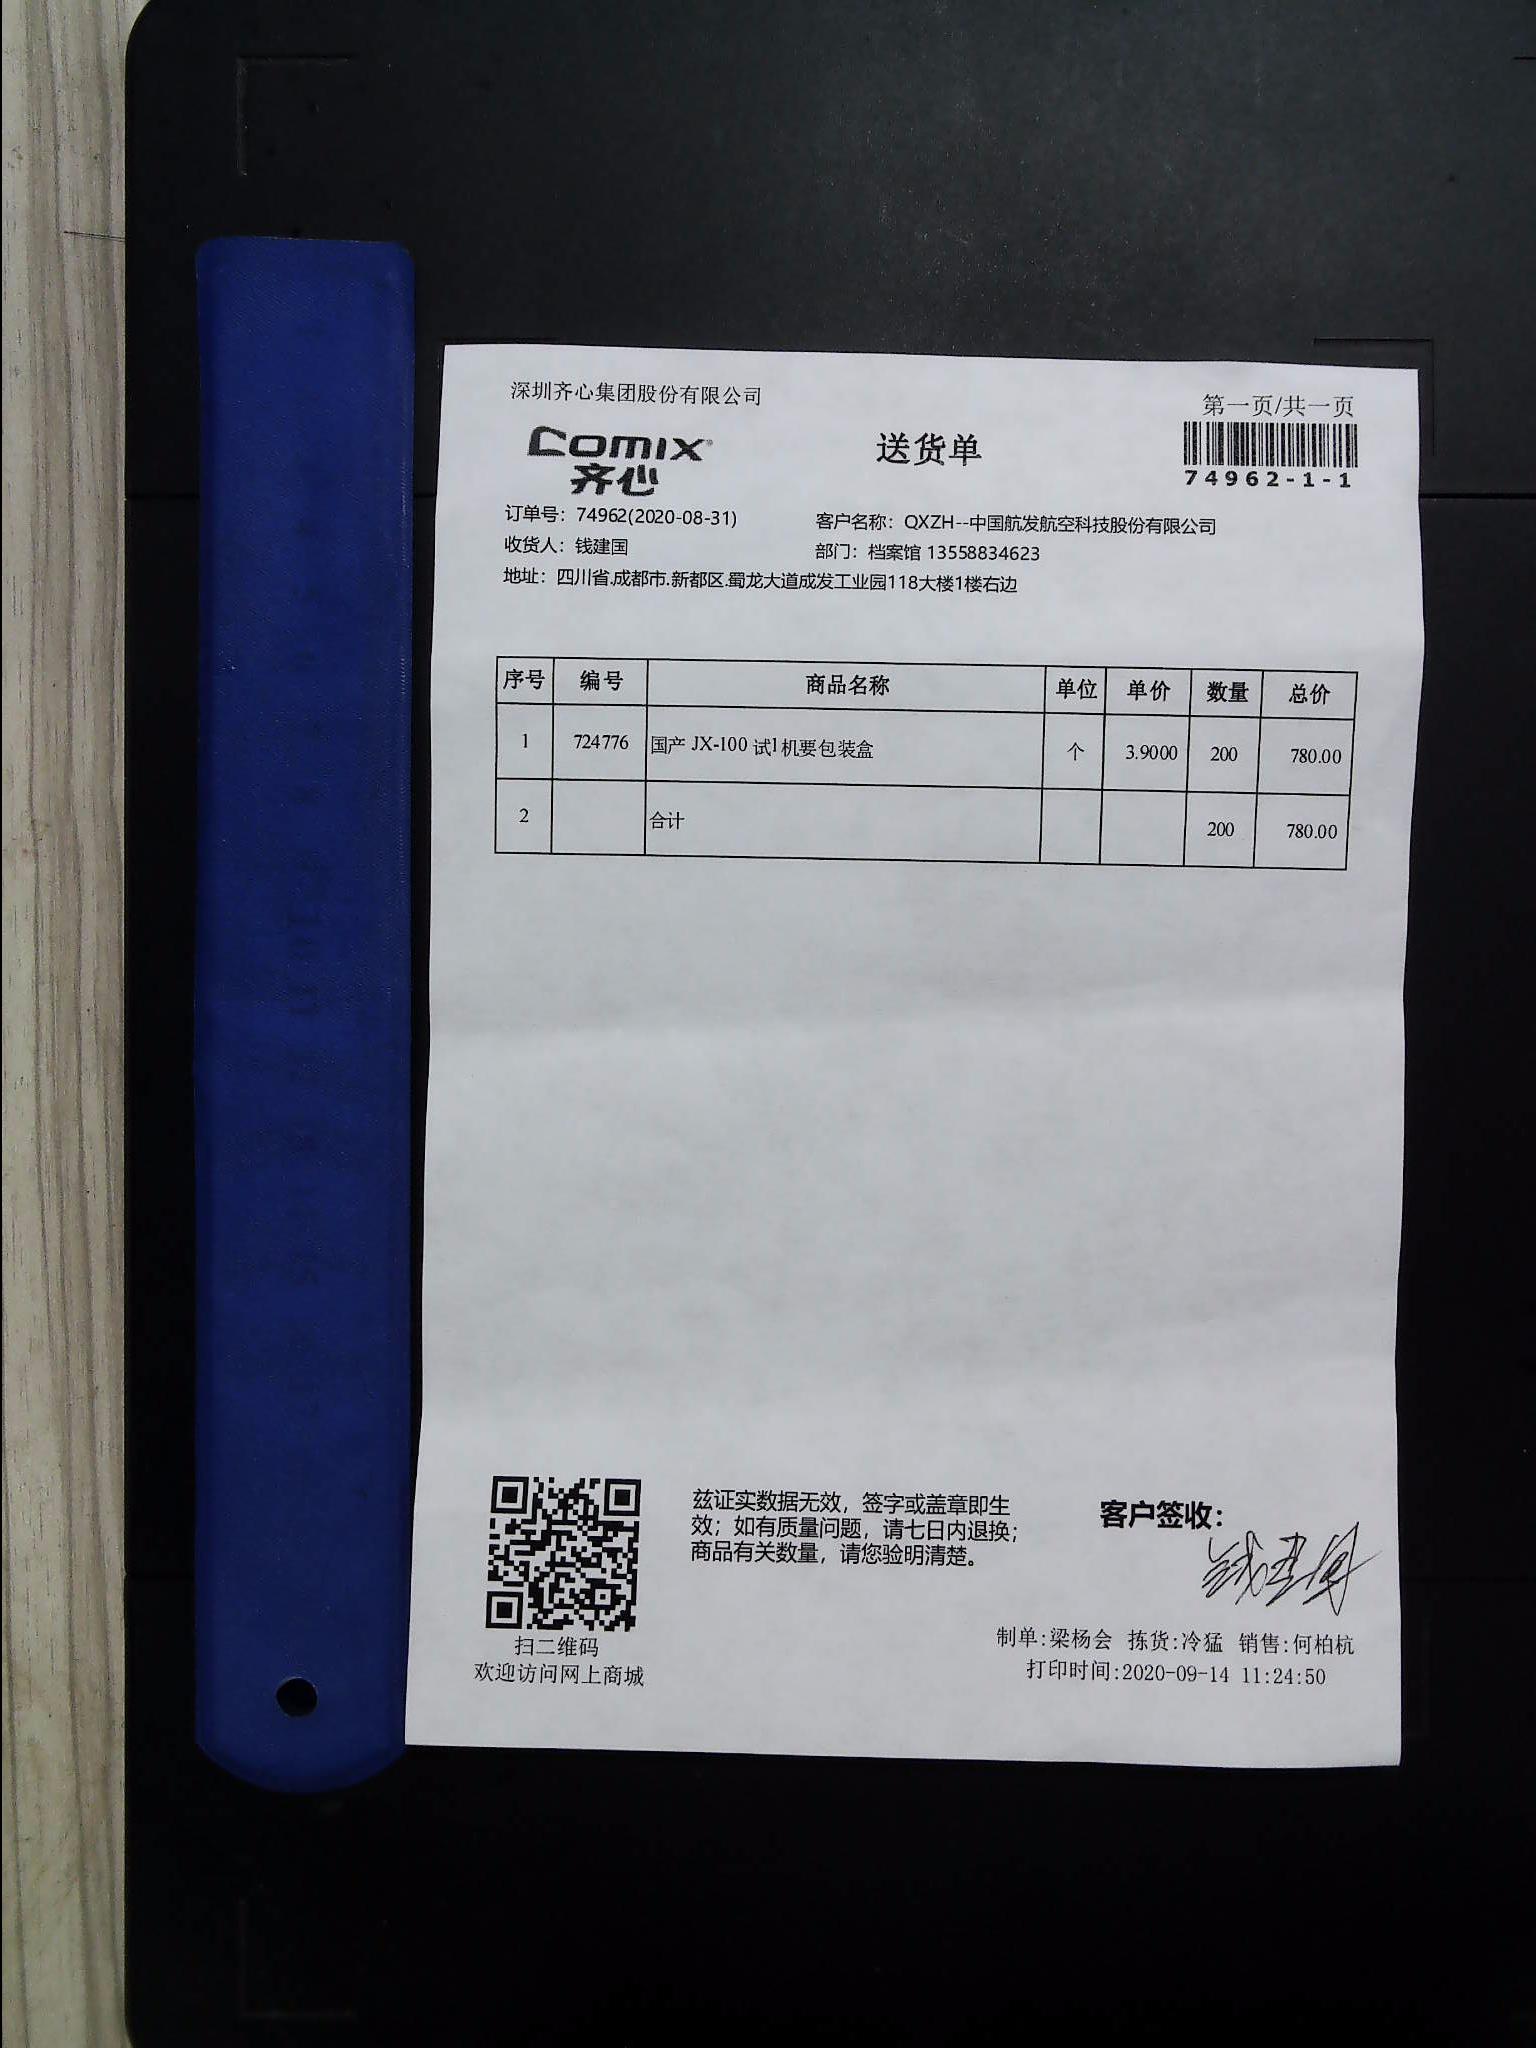 深圳齐心集团股份有限公司
第一页/共一页
COMIX
齐心
送货单
74962-1-1
订单号：74962(2020-08-31)
客户名称：QXZH--中国航发航空科技股份有限公司
收货人：钱建国
部门：档案馆 13558834623
地址：四川省.成都市.新都区.蜀龙大道成发工业园118大楼1楼右边
序号 编号 商品名称 单位 单价 数量 总价
1 724776 国产 JX-100 试1机要包装盒 个 3.9000 200 780.00
2 合计 200 780.00
兹证实数据无效，签字或盖章即生
效；如有质量问题，请七日内退换；
商品有关数量，请您验明清楚。
客户签收：
钱建国
扫二维码
欢迎访问网上商城
制单:梁杨会 拣货:冷猛 销售:何柏杭
打印时间:2020-09-14 11:24:50